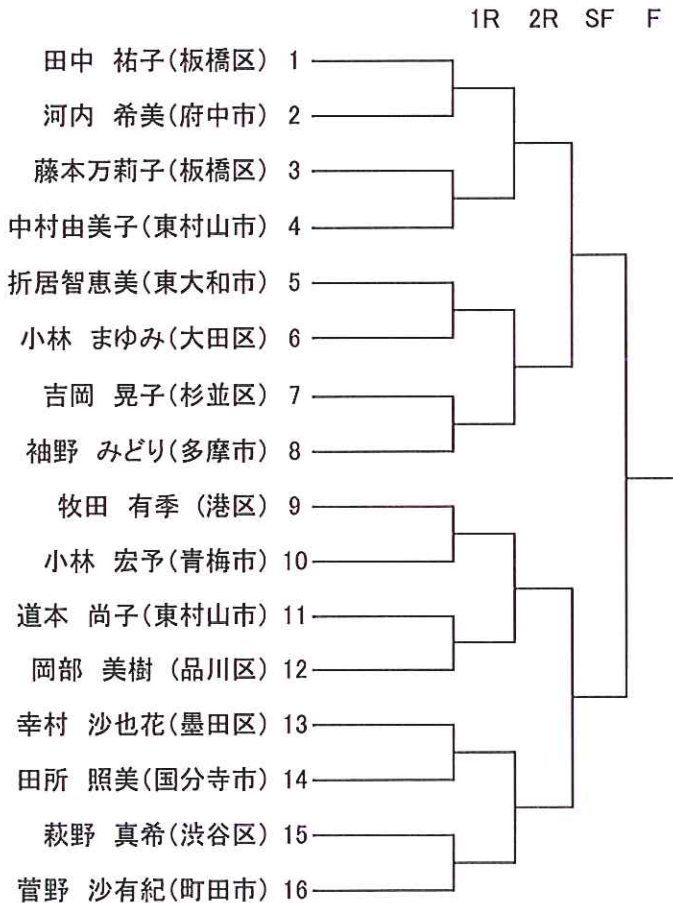 1R 2R SF F
田中 祐子(板橋区) 1
河内 希美(府中市) 2
藤本万莉子(板橋区) 3
中村由美子(東村山市) 4
折居智恵美(東大和市) 5
小林 まゆみ(大田区) 6
吉岡 晃子(杉並区) 7
袖野 みどり(多摩市) 8
牧田 有季 (港区) 9
小林 宏予(青梅市) 10
道本 尚子(東村山市) 11
岡部 美樹 (品川区) 12
幸村 沙也花(墨田区) 13
田所 照美(国分寺市) 14
萩野 真希(渋谷区) 15
菅野 沙有紀(町田市) 16